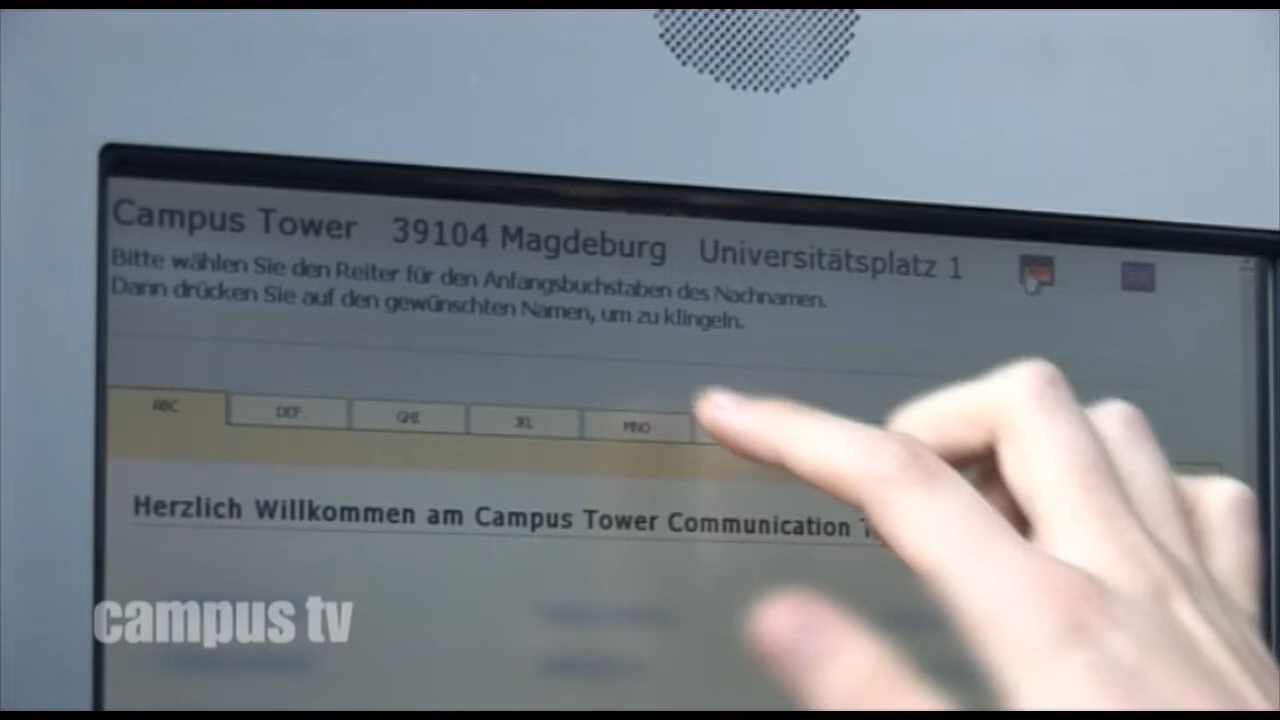 Campus Tower 39104 Magdeburg Universitätsplatz 1
Bitte wählen Sie den Reiter für den Anfangsbuchstaben des Nachnamen.
Dann drücken Sie auf den gewünschten Namen, um zu klingeln.
ABC DEF GHI JKL MNO
Herzlich Willkommen am Campus Tower Communication
campus tv